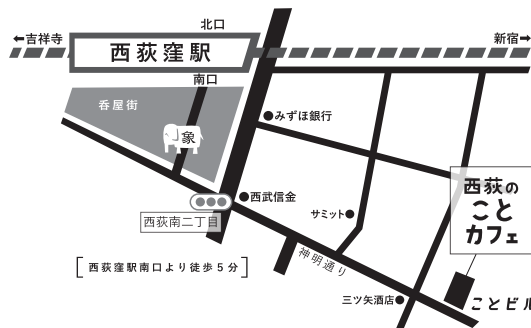 北口
←吉祥寺
新宿→
西荻窪駅
南口
呑屋街
象
●みずほ銀行
●西武信金
西荻南二丁目
サミット●
西荻の
こと
カフェ
[西荻窪駅南口より徒歩5分]
神明通り
三ツ矢酒店●
ことビル